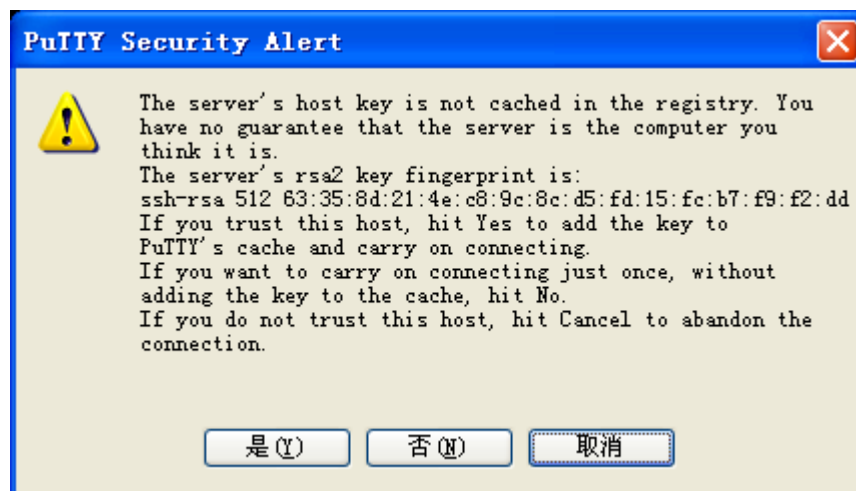 PuTTY Security Alert
The server's host key is not cached in the registry. You
have no guarantee that the server is the computer you
think it is.
The server's rsa2 key fingerprint is:
ssh-rsa 512 63:35:8d:21:4e:c8:9c:8c:d5:fd:15:fc:b7:f9:f2:dd
If you trust this host, hit Yes to add the key to
PuTTY's cache and carry on connecting.
If you want to carry on connecting just once, without
adding the key to the cache, hit No.
If you do not trust this host, hit Cancel to abandon the
connection.
是(Y) 否(N) 取消